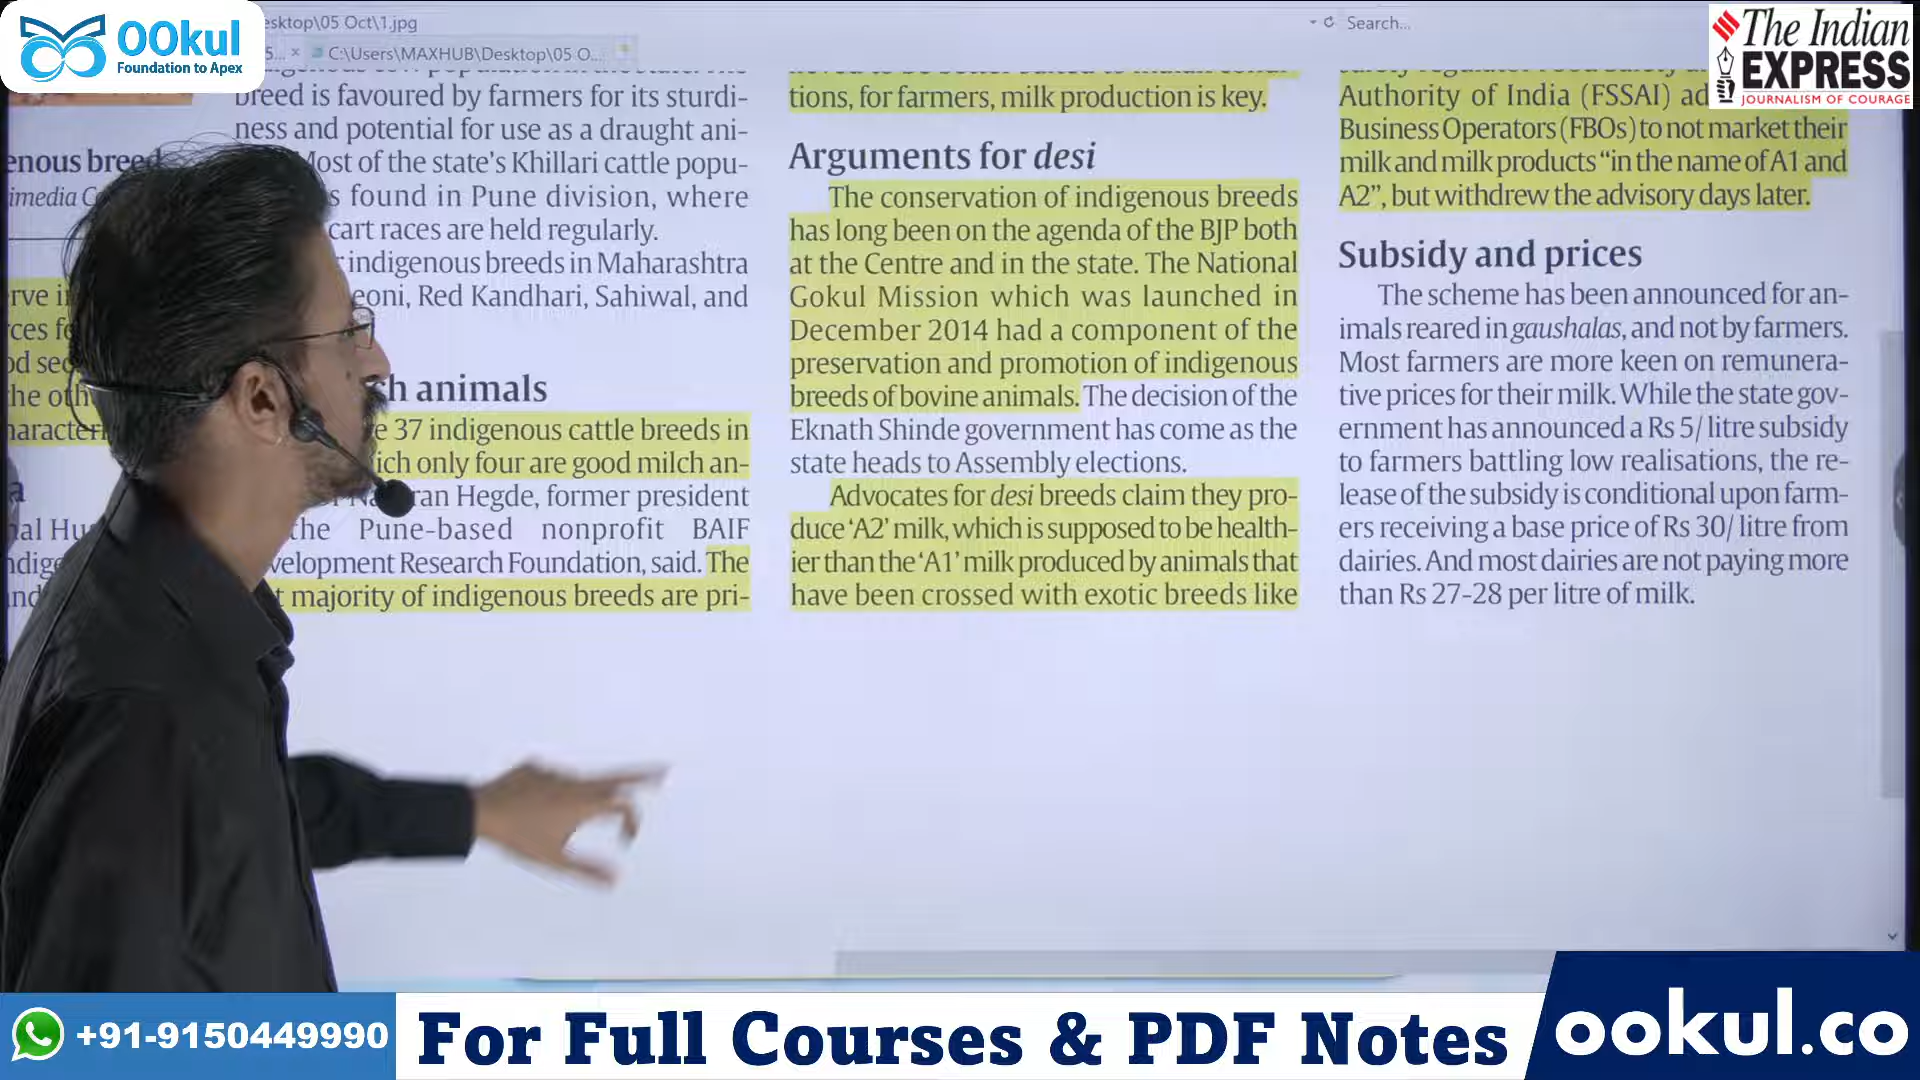 OOkul
Foundation to Apex
esktop\05 Oct\1.jpg
Search...
C:\Users\MAXHUB\Desktop\05 O...
The Indian
EXPRESS
JOURNALISM OF COURAGE
enous breed
breed is favoured by farmers for its sturdi-
ness and potential for use as a draught ani-
Most of the state's Khillari cattle popu-
s found in Pune division, where
cart races are held regularly.
indigenous breeds in Maharashtra
eoni, Red Kandhari, Sahiwal, and
h animals
37 indigenous cattle breeds in
ich only four are good milch an-
ran Hegde, former president
the Pune-based nonprofit BAIF
velopment Research Foundation, said. The
majority of indigenous breeds are pri-
tions, for farmers, milk production is key.
Arguments for desi
The conservation of indigenous breeds
has long been on the agenda of the BJP both
at the Centre and in the state. The National
Gokul Mission which was launched in
December 2014 had a component of the
preservation and promotion of indigenous
breeds of bovine animals. The decision of the
Eknath Shinde government has come as the
state heads to Assembly elections.
Advocates for desi breeds claim they pro-
duce ‘A2’ milk, which is supposed to be health-
ier than the ‘A1’ milk produced by animals that
have been crossed with exotic breeds like
Authority of India (FSSAI) ad
Business Operators (FBOs) to not market their
milk and milk products “in the name of A1 and
A2”, but withdrew the advisory days later.
Subsidy and prices
The scheme has been announced for an-
imals reared in gaushalas, and not by farmers.
Most farmers are more keen on remunera-
tive prices for their milk. While the state gov-
ernment has announced a Rs 5/ litre subsidy
to farmers battling low realisations, the re-
lease of the subsidy is conditional upon farm-
ers receiving a base price of Rs 30/ litre from
dairies. And most dairies are not paying more
than Rs 27-28 per litre of milk.
+91-9150449990
For Full Courses & PDF Notes
ookul.co